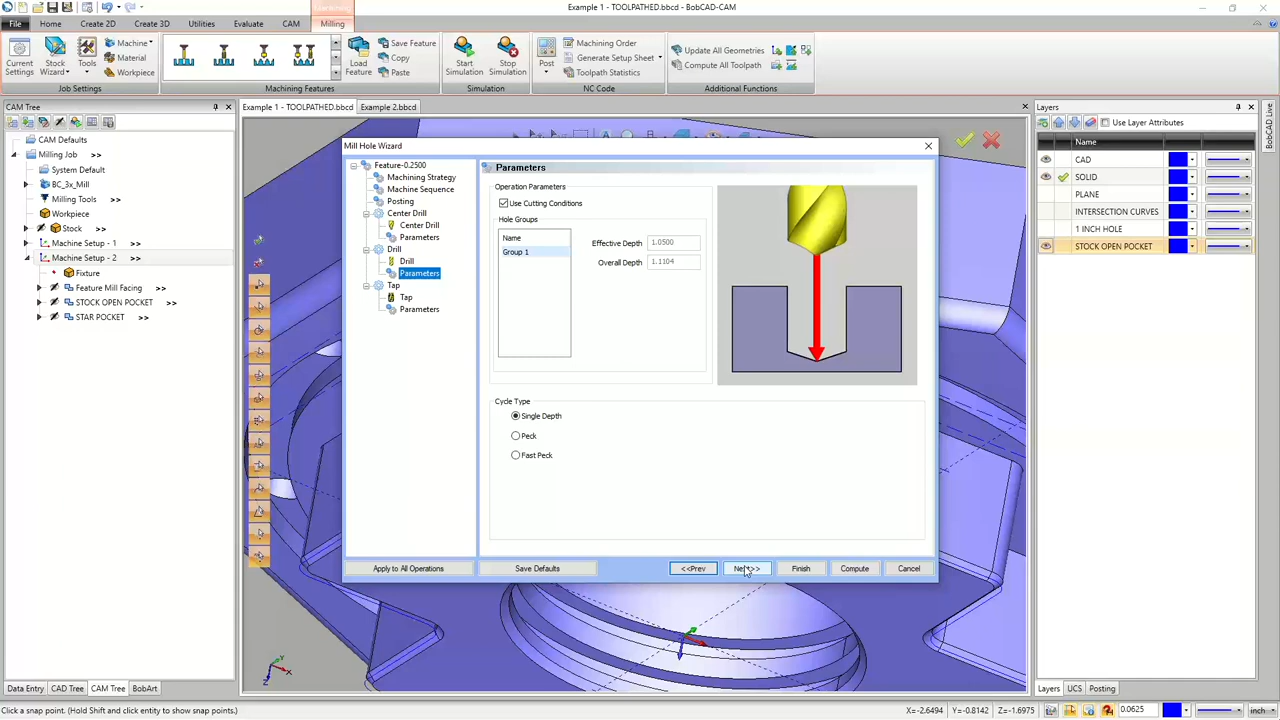 Example 1 - TOOLPATHED.bbcd - BobCAD-CAM
File
Home
Create 2D
Create 3D
Utilities
Evaluate
CAM
Milling
Current Settings
Stock Wizard
Tools
Machine
Material
Workpiece
Job Settings
Machining Features
Load Feature
Save Feature
Copy
Paste
Start Simulation
Stop Simulation
Simulation
Post
Machining Order
Generate Setup Sheet
Toolpath Statistics
NC Code
Update All Geometries
Compute All Toolpath
Additional Functions
CAM Tree
CAM Defaults
Milling Job >>
System Default
BC_3x_Mill
Milling Tools >>
Workpiece
Stock >>
Machine Setup - 1 >>
Machine Setup - 2 >>
Fixture
Feature Mill Facing >>
STOCK OPEN POCKET >>
STAR POCKET >>
Data Entry
CAD Tree
CAM Tree
BobArt
Example 1 - TOOLPATHED.bbcd
Example 2.bbcd
Mill Hole Wizard
Feature-0.2500
Machining Strategy
Machine Sequence
Posting
Center Drill
Center Drill
Parameters
Drill
Drill
Parameters
Tap
Tap
Parameters
Parameters
Operation Parameters
Use Cutting Conditions
Hole Groups
Name
Group 1
Effective Depth 1.0500
Overall Depth 1.1104
Cycle Type
Single Depth
Peck
Fast Peck
Apply to All Operations
Save Defaults
<<Prev
Finish
Compute
Cancel
Layers
Use Layer Attributes
Name
CAD
SOLID
PLANE
INTERSECTION CURVES
1 INCH HOLE
STOCK OPEN POCKET
BobCAD Live
Layers
UCS
Posting
X
Y
Z
Click a snap point. (Hold Shift and click entity to show snap points.)
X=-2.6494 Y=-0.8142 Z=-1.6975
0.0625
inch